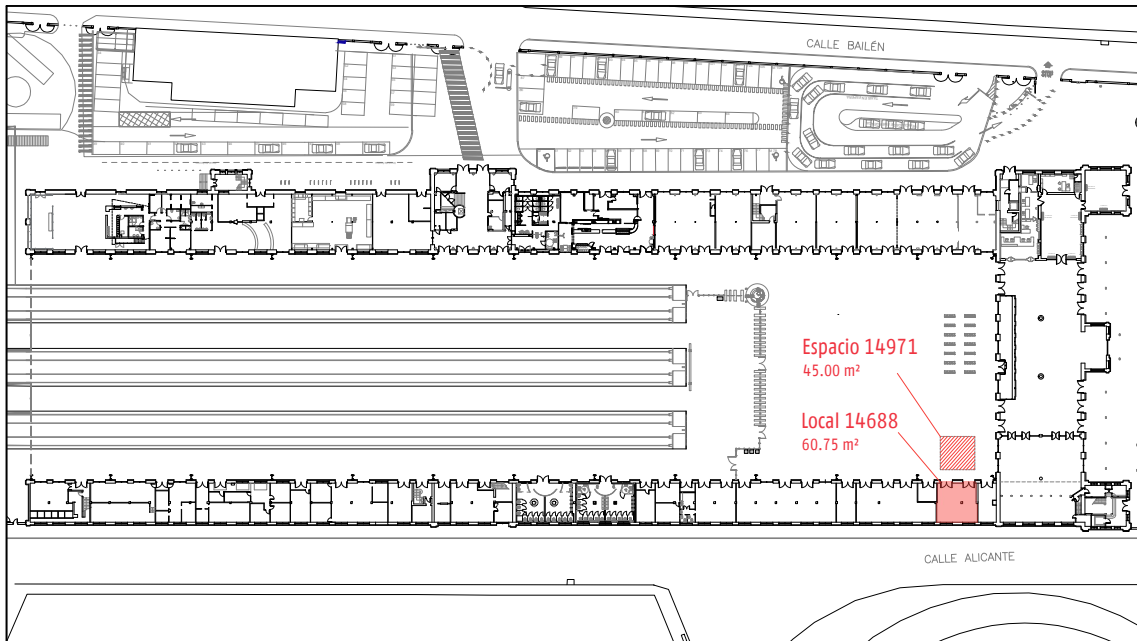 CALLE BAILÉN
Espacio 14971
45.00 m²
Local 14688
60.75 m²
CALLE ALICANTE